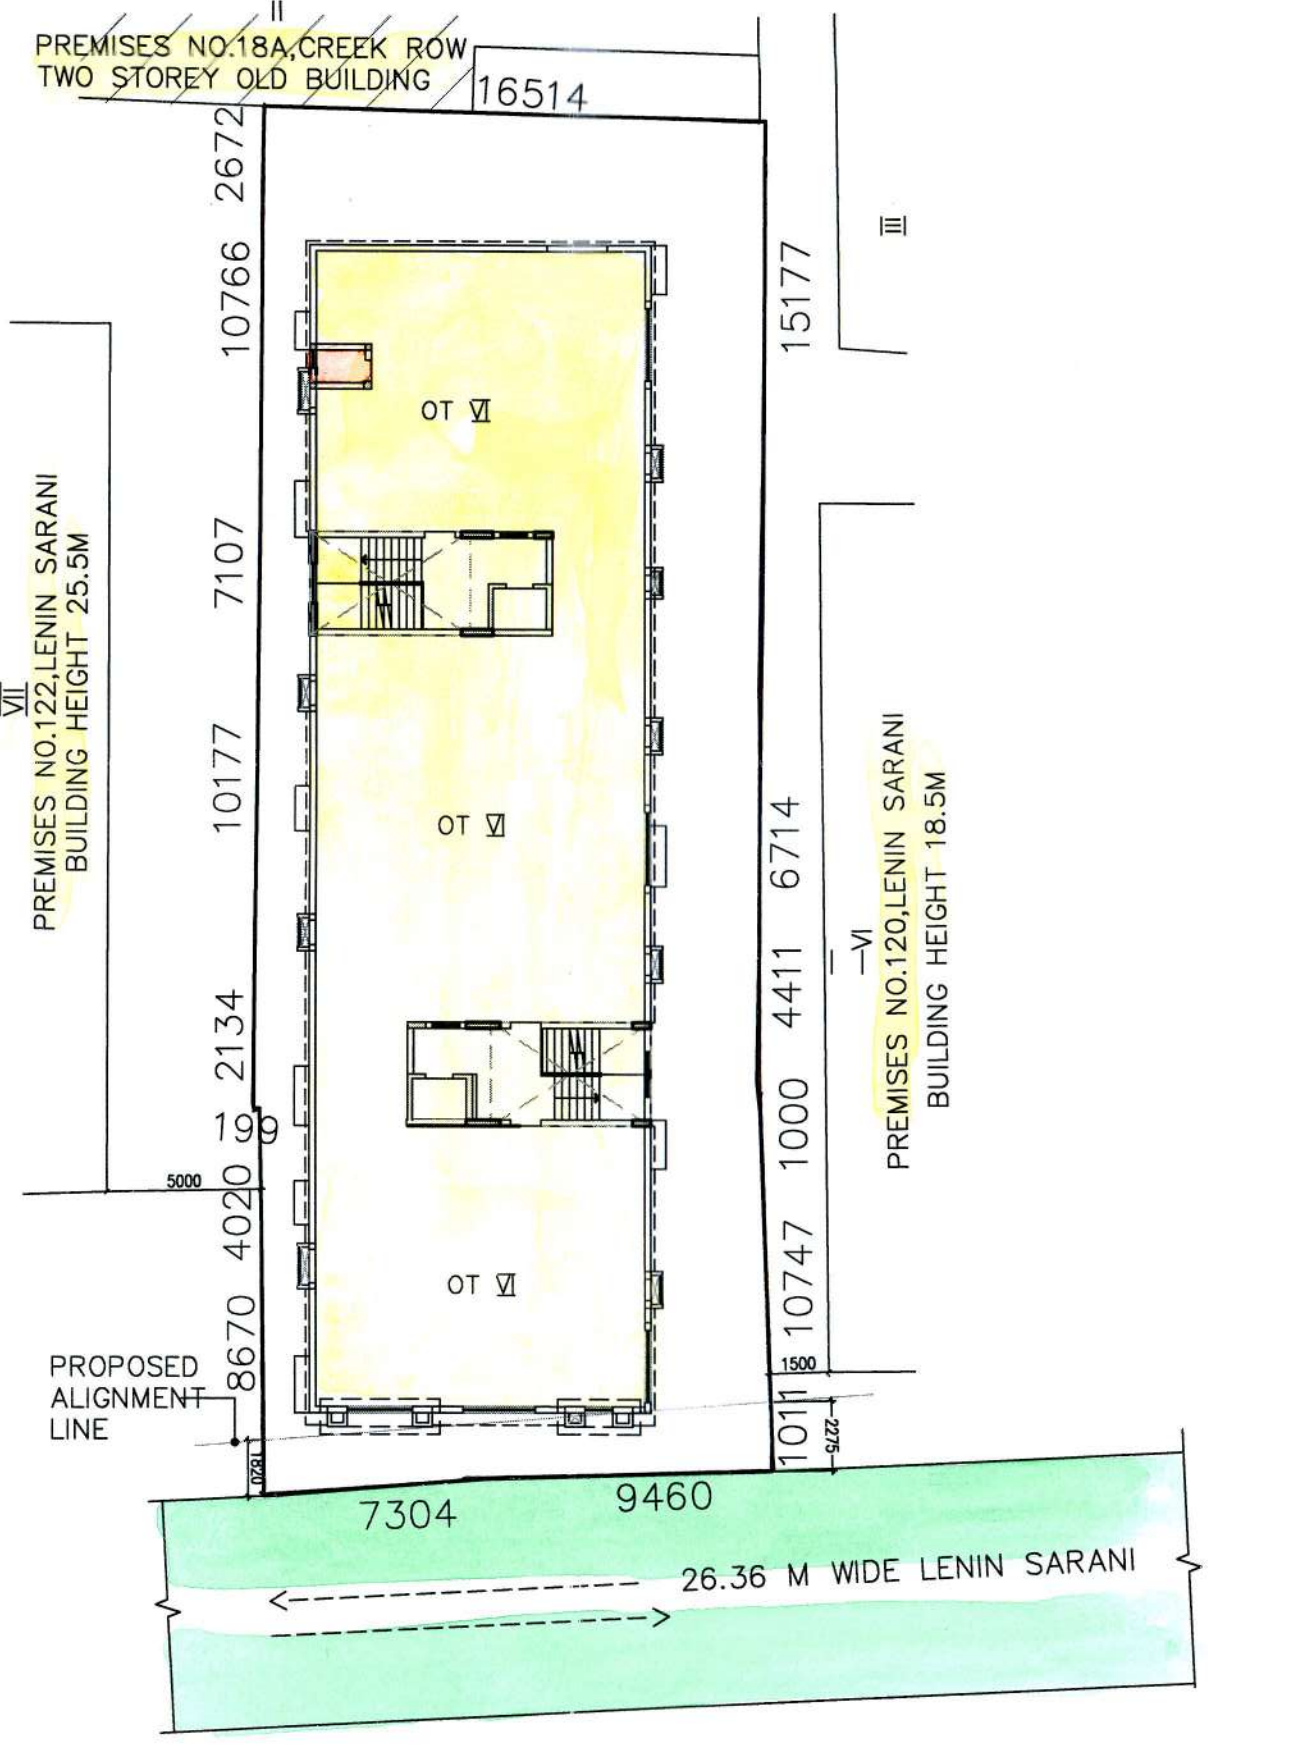 II
PREMISES NO.18A,CREEK ROW
TWO STOREY OLD BUILDING
16514
2672
10766
15177
III
OT VI
7107
VII
PREMISES NO.122,LENIN SARANI
BUILDING HEIGHT 25.5M
10177
OT VI
6714
VI
PREMISES NO.120,LENIN SARANI
BUILDING HEIGHT 18.5M
4411
2134
1000
199
5000
4020
10747
OT VI
8670
1500
PROPOSED
ALIGNMENT
LINE
1011
2275
1820
7304
9460
26.36 M WIDE LENIN SARANI